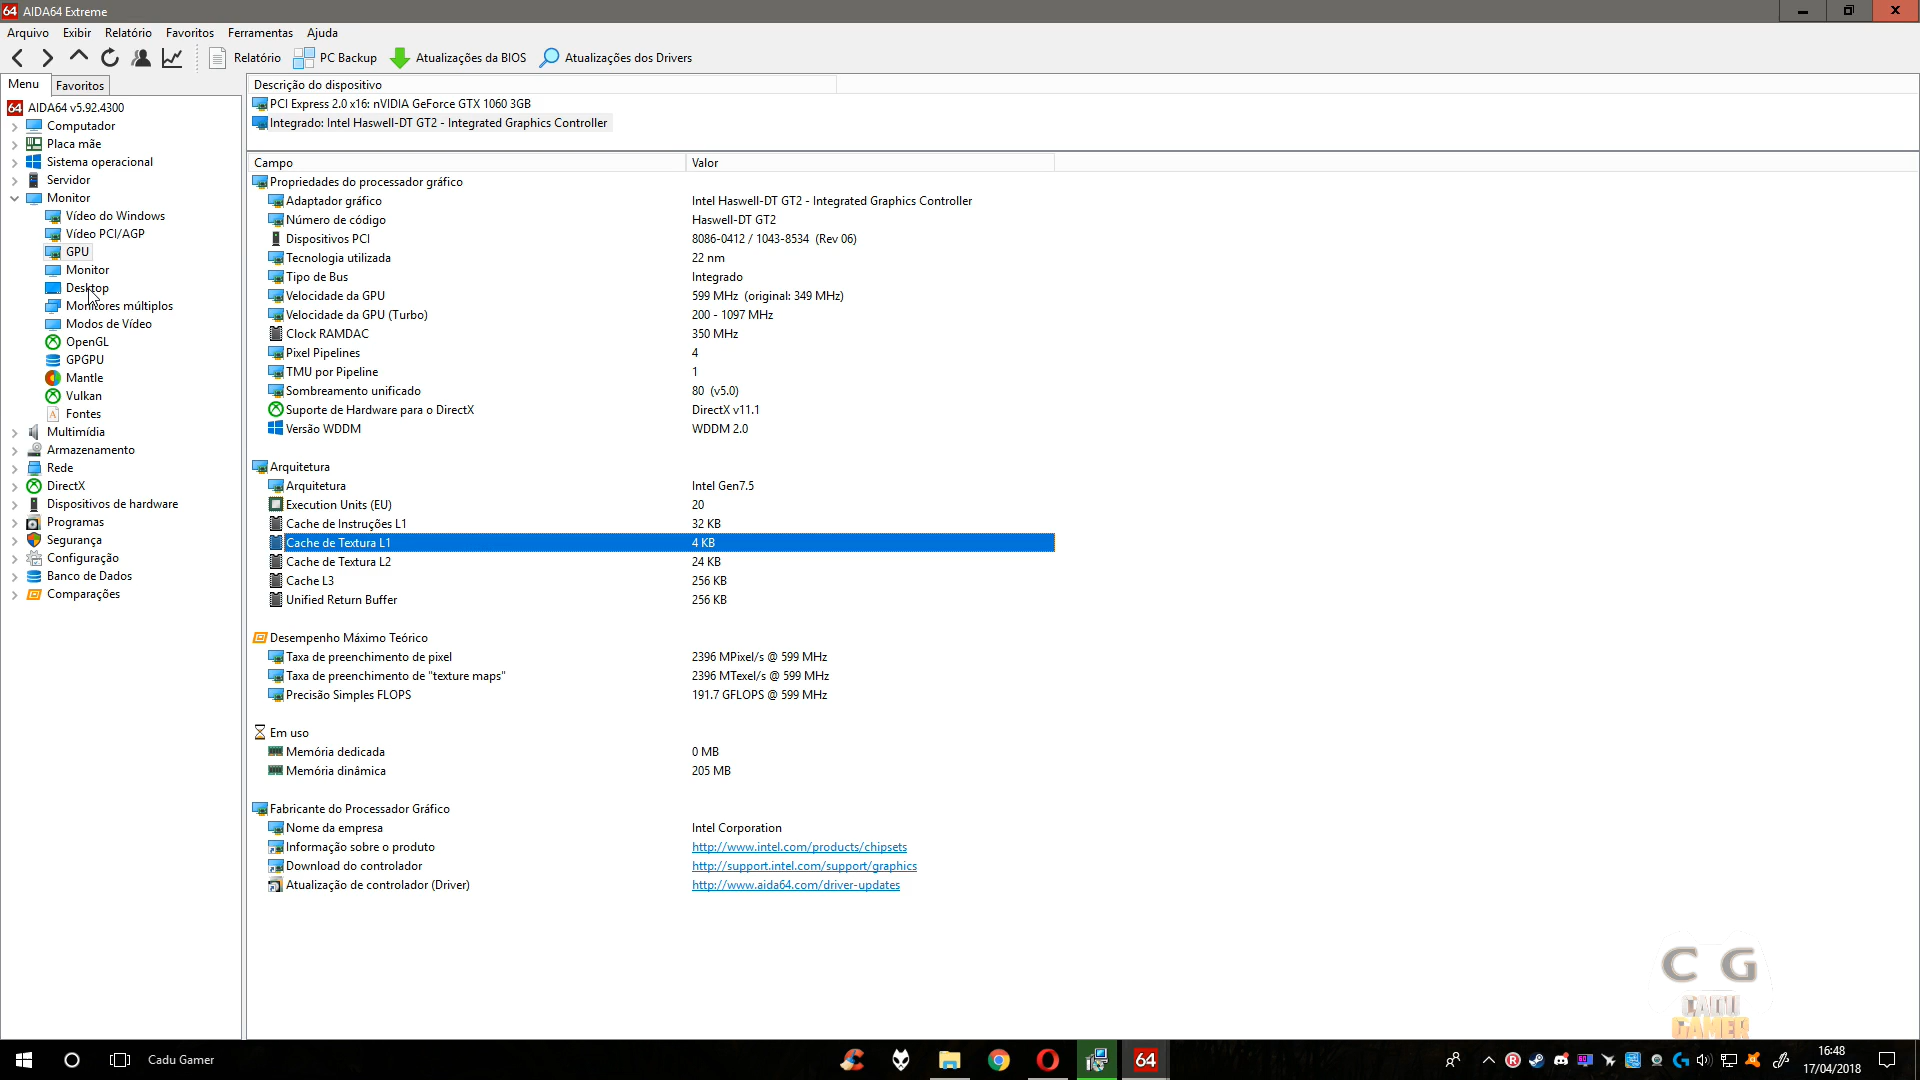 64 AIDA64 Extreme
Arquivo Exibir Relatório Favoritos Ferramentas Ajuda
Relatório PC Backup Atualizações da BIOS Atualizações dos Drivers
Menu Favoritos
64 AIDA64 v5.92.4300
Computador
Placa mãe
Sistema operacional
Servidor
Monitor
Vídeo do Windows
Vídeo PCI/AGP
GPU
Monitor
Desktop
Monitores múltiplos
Modos de Vídeo
OpenGL
GPGPU
Mantle
Vulkan
Fontes
Multimídia
Armazenamento
Rede
DirectX
Dispositivos de hardware
Programas
Segurança
Configuração
Banco de Dados
Comparações
Descrição do dispositivo
PCI Express 2.0 x16: nVIDIA GeForce GTX 1060 3GB
Integrado: Intel Haswell-DT GT2 - Integrated Graphics Controller
Campo Valor
Propriedades do processador gráfico
Adaptador gráfico Intel Haswell-DT GT2 - Integrated Graphics Controller
Número de código Haswell-DT GT2
Dispositivos PCI 8086-0412 / 1043-8534 (Rev 06)
Tecnologia utilizada 22 nm
Tipo de Bus Integrado
Velocidade da GPU 599 MHz (original: 349 MHz)
Velocidade da GPU (Turbo) 200 - 1097 MHz
Clock RAMDAC 350 MHz
Pixel Pipelines 4
TMU por Pipeline 1
Sombreamento unificado 80 (v5.0)
Suporte de Hardware para o DirectX DirectX v11.1
Versão WDDM WDDM 2.0
Arquitetura
Arquitetura Intel Gen7.5
Execution Units (EU) 20
Cache de Instruções L1 32 KB
Cache de Textura L1 4 KB
Cache de Textura L2 24 KB
Cache L3 256 KB
Unified Return Buffer 256 KB
Desempenho Máximo Teórico
Taxa de preenchimento de pixel 2396 MPixel/s @ 599 MHz
Taxa de preenchimento de "texture maps" 2396 MTexel/s @ 599 MHz
Precisão Simples FLOPS 191.7 GFLOPS @ 599 MHz
Em uso
Memória dedicada 0 MB
Memória dinâmica 205 MB
Fabricante do Processador Gráfico
Nome da empresa Intel Corporation
Informação sobre o produto http://www.intel.com/products/chipsets
Download do controlador http://support.intel.com/support/graphics
Atualização de controlador (Driver) http://www.aida64.com/driver-updates
C G
CADU
GAMER
Cadu Gamer
64
16:48
17/04/2018